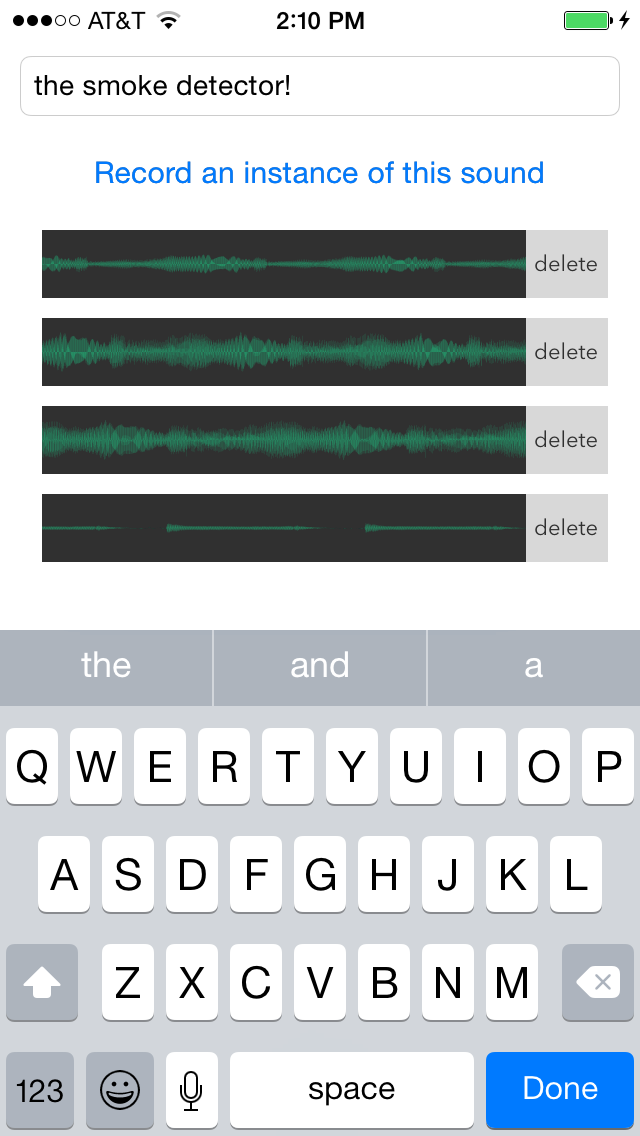 AT&T 2:10 PM
the smoke detector!
Record an instance of this sound
delete
delete
delete
delete
the and a
Q W E R T Y U I O P
A S D F G H J K L
Z X C V B N M
123 space Done